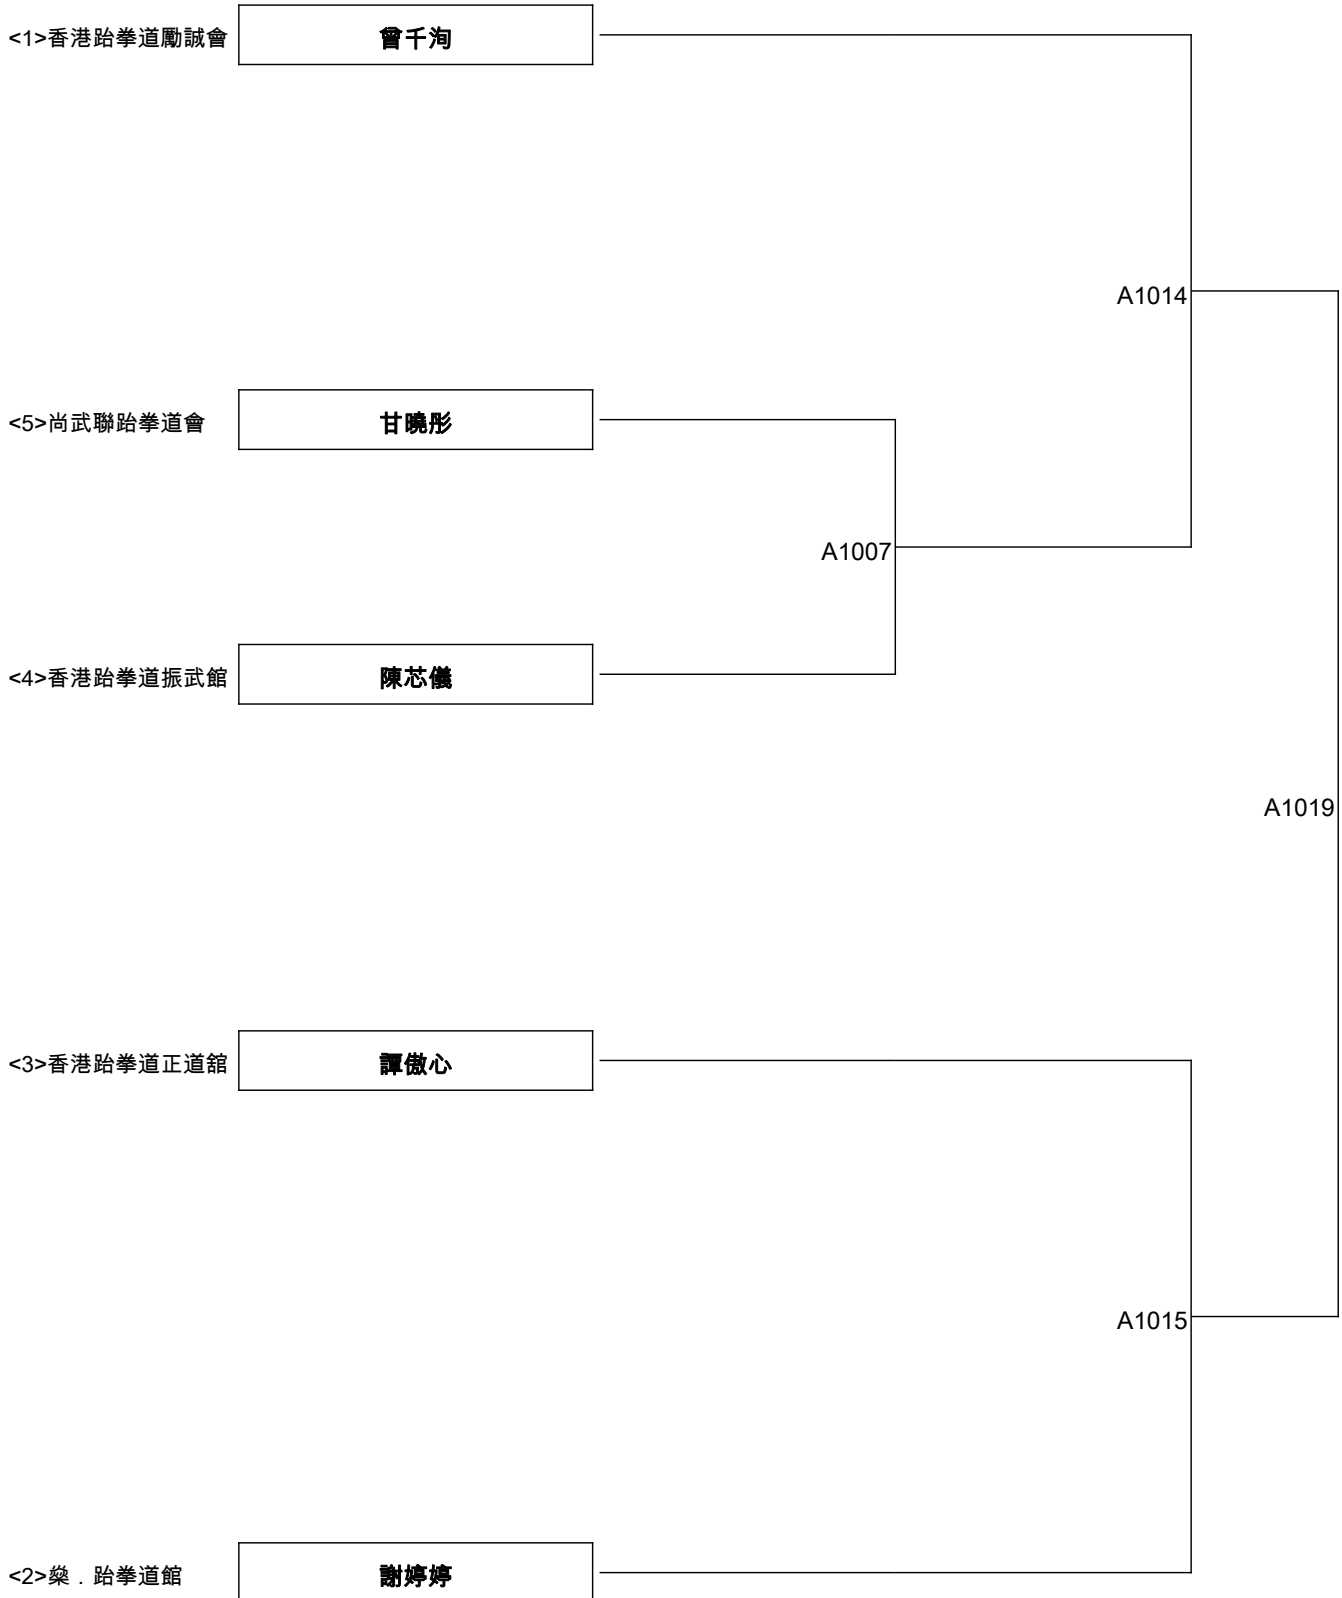 <1>香港跆拳道勵誠會 曾千洵
A1014
<5>尚武聯跆拳道會 甘曉彤
A1007
<4>香港跆拳道振武館 陳芯儀
A1019
<3>香港跆拳道正道舘 譚傲心
A1015
<2>燊．跆拳道館 謝婷婷